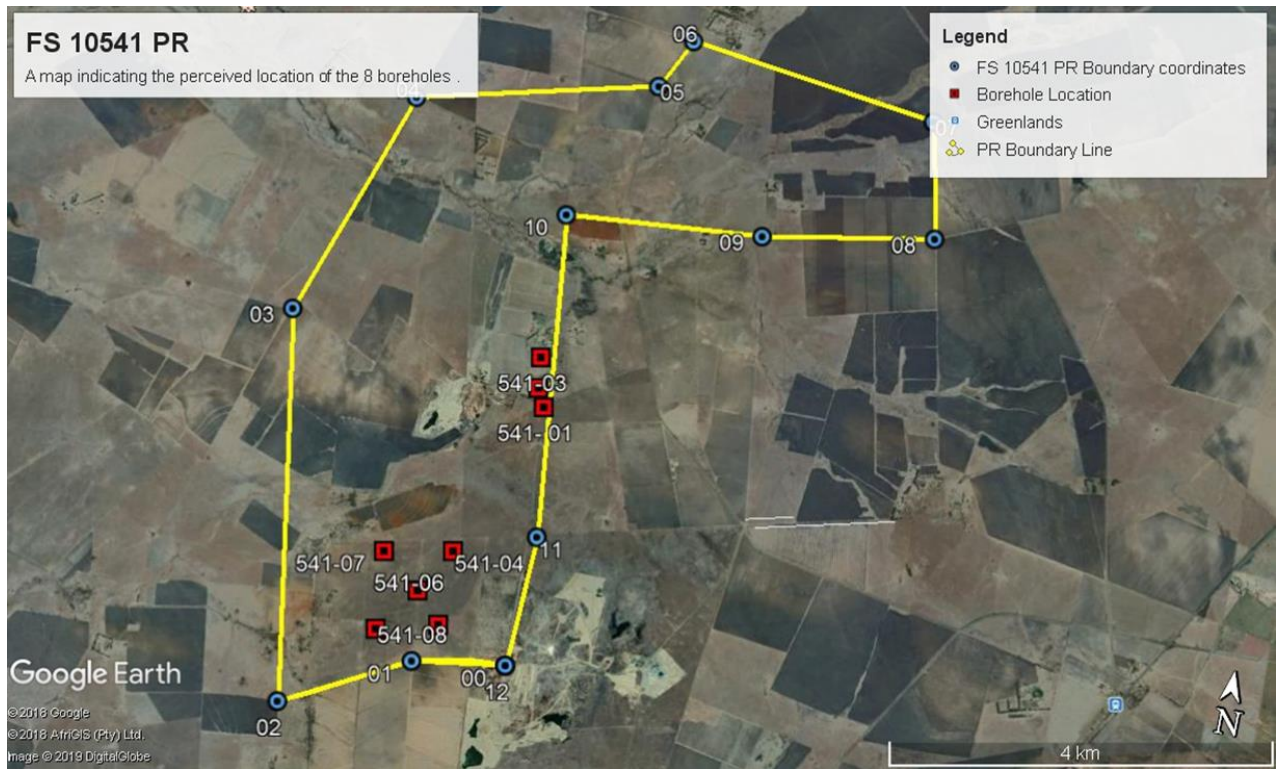 FS 10541 PR
A map indicating the perceived location of the 8 boreholes .
Legend
FS 10541 PR Boundary coordinates
Borehole Location
Greenlands
PR Boundary Line
06
04
05
07
10
09
08
03
541-03
541- 01
11
541-07
541-04
541-06
541-08
01
00
12
02
Google Earth
©2018 Google
©2018 AfriGIS (Pty) Ltd.
Image © 2019 DigitalGlobe
N
4 km